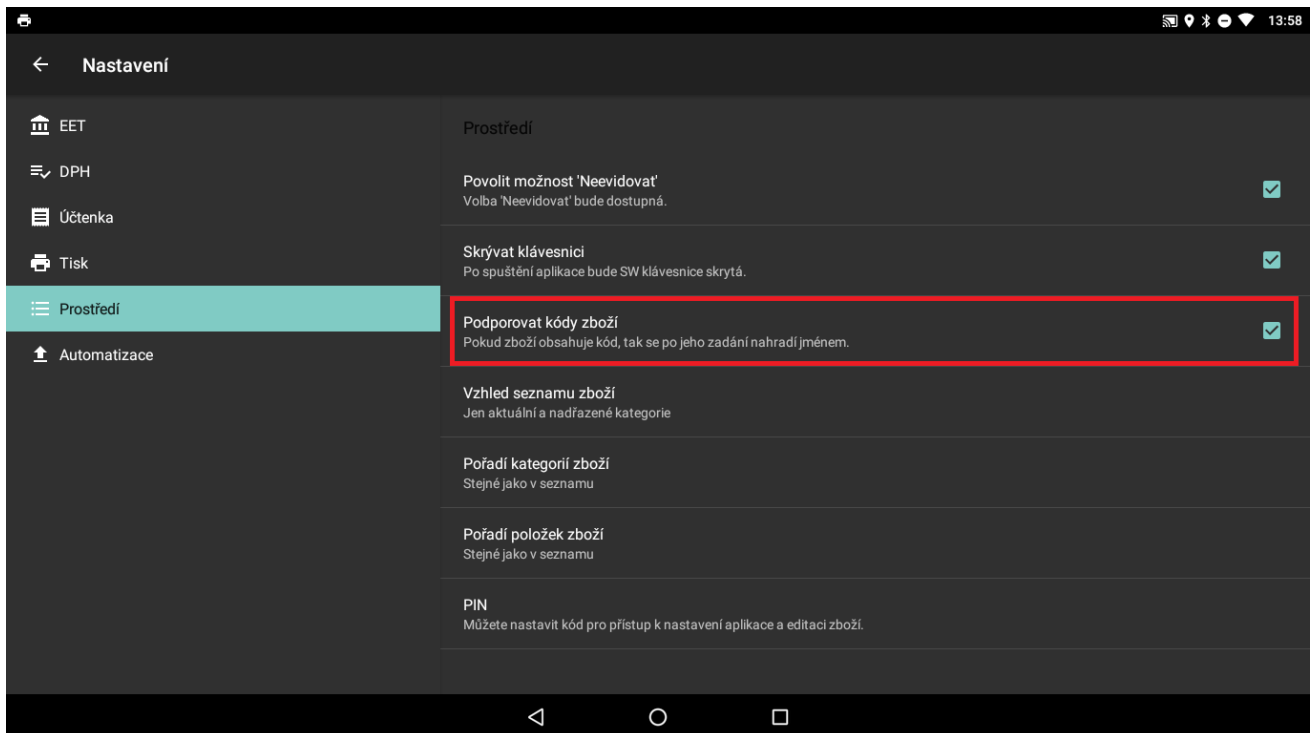 13:58
Nastavení
EET
DPH
Účtenka
Tisk
Prostředí
Automatizace
Prostředí
Povolit možnost 'Neevidovat'
Volba 'Neevidovat' bude dostupná.
Skrývat klávesnici
Po spuštění aplikace bude SW klávesnice skrytá.
Podporovat kódy zboží
Pokud zboží obsahuje kód, tak se po jeho zadání nahradí jménem.
Vzhled seznamu zboží
Jen aktuální a nadřazené kategorie
Pořadí kategorií zboží
Stejné jako v seznamu
Pořadí položek zboží
Stejné jako v seznamu
PIN
Můžete nastavit kód pro přístup k nastavení aplikace a editaci zboží.